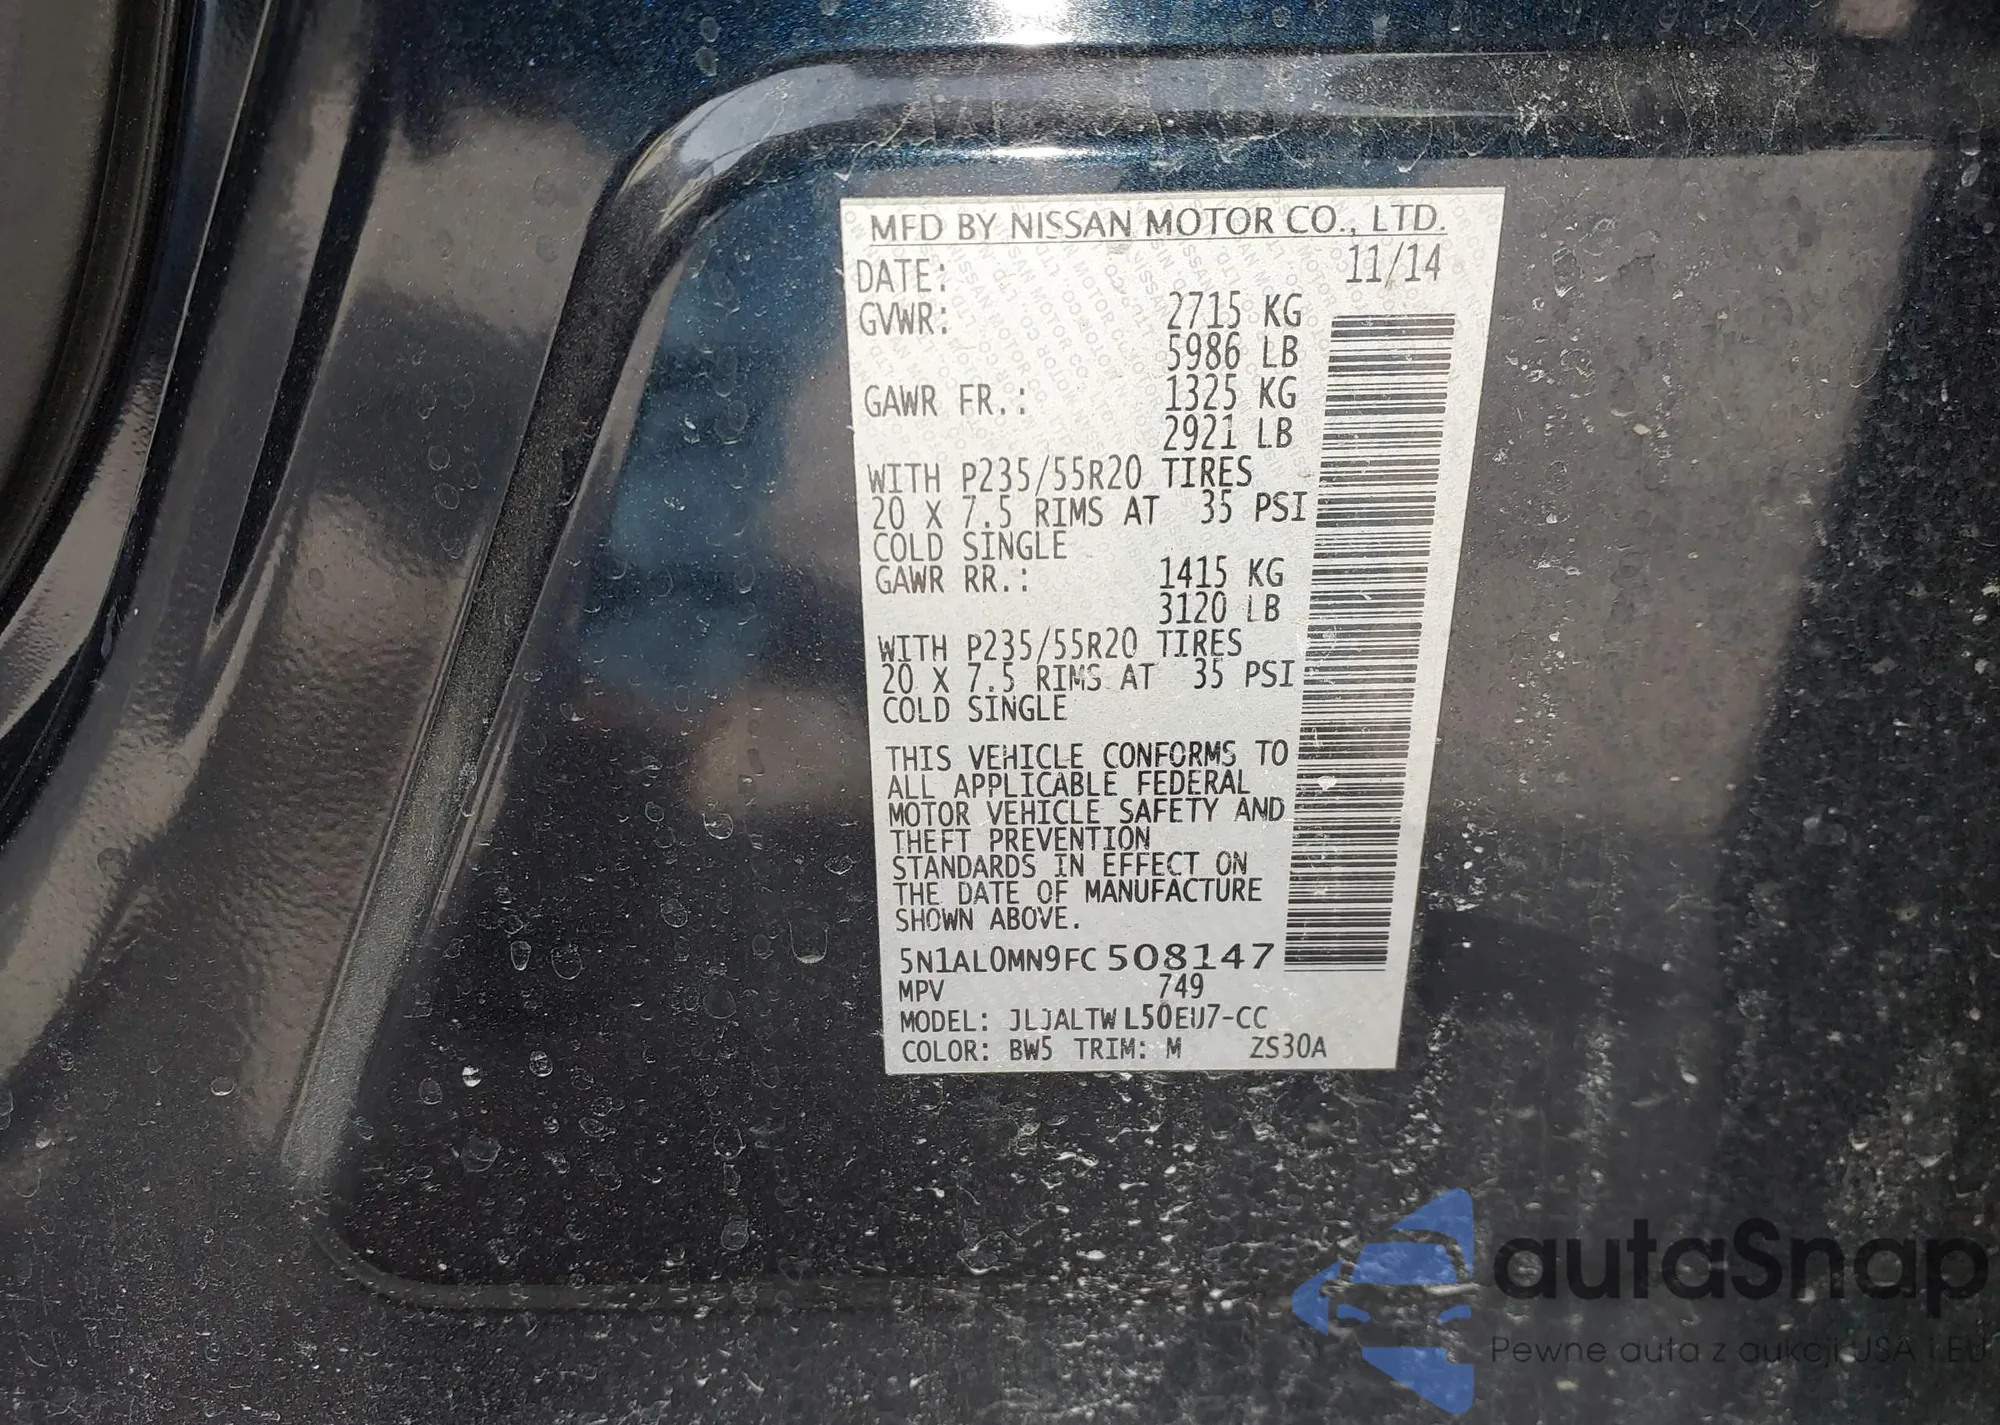 MFD BY NISSAN MOTOR CO., LTD.
DATE: 11/14
GVWR: 2715 KG
5986 LB
GAWR FR.: 1325 KG
2921 LB
WITH P235/55R20 TIRES
20 X 7.5 RIMS AT 35 PSI
COLD SINGLE
GAWR RR.: 1415 KG
3120 LB
WITH P235/55R20 TIRES
20 X 7.5 RIMS AT 35 PSI
COLD SINGLE
THIS VEHICLE CONFORMS TO
ALL APPLICABLE FEDERAL
MOTOR VEHICLE SAFETY AND
THEFT PREVENTION
STANDARDS IN EFFECT ON
THE DATE OF MANUFACTURE
SHOWN ABOVE.
5N1AL0MN9FC508147
MPV 749
MODEL: JLJALTWL50EU7-CC
COLOR: BW5 TRIM: M ZS30A
autaSnap
Pewne auta z aukcji USA i EU